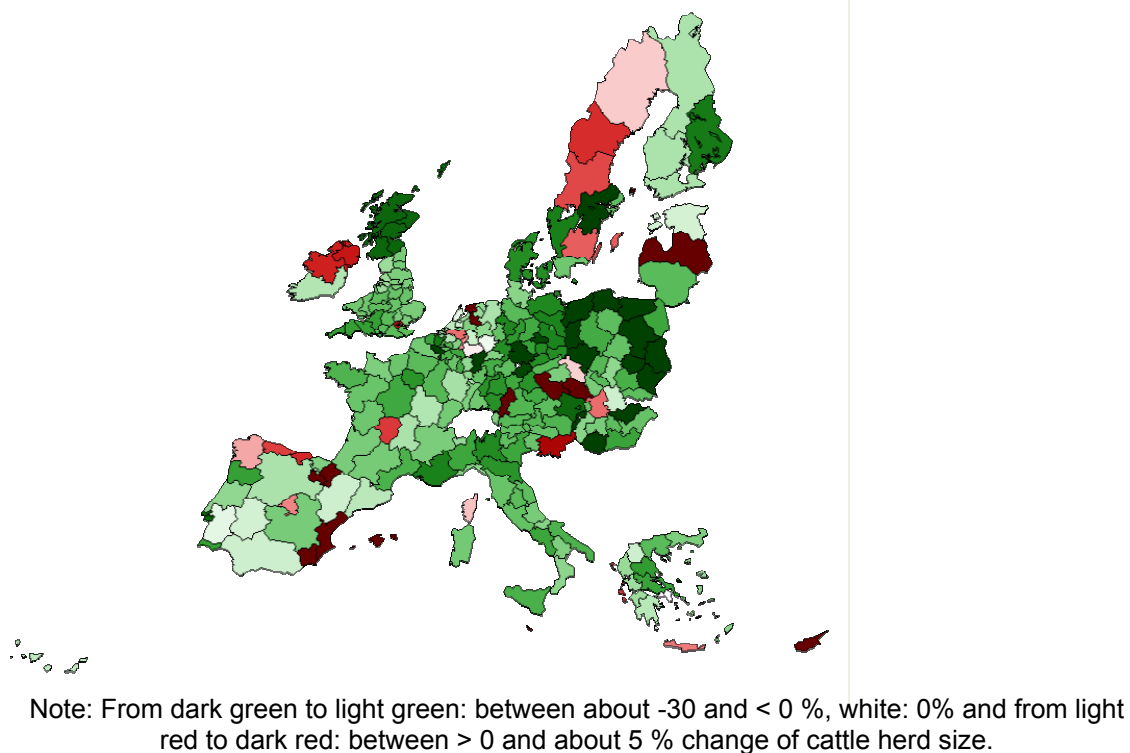 Note: From dark green to light green: between about -30 and < 0 %, white: 0% and from light
red to dark red: between > 0 and about 5 % change of cattle herd size.